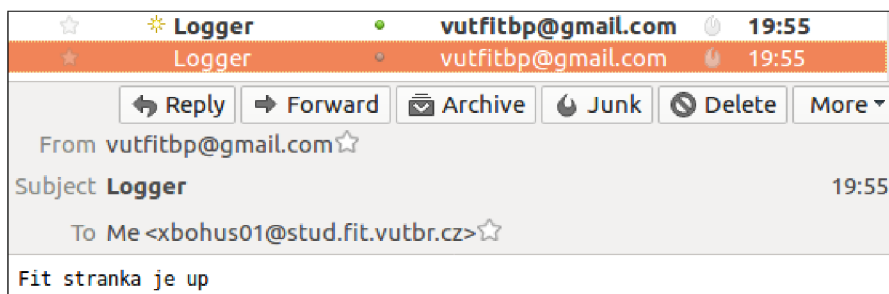 Logger vutfitbp@gmail.com 19:55
Logger vutfitbp@gmail.com 19:55
Reply Forward Archive Junk Delete More
From vutfitbp@gmail.com
Subject Logger 19:55
To Me <xbohus01@stud.fit.vutbr.cz>
Fit stranka je up